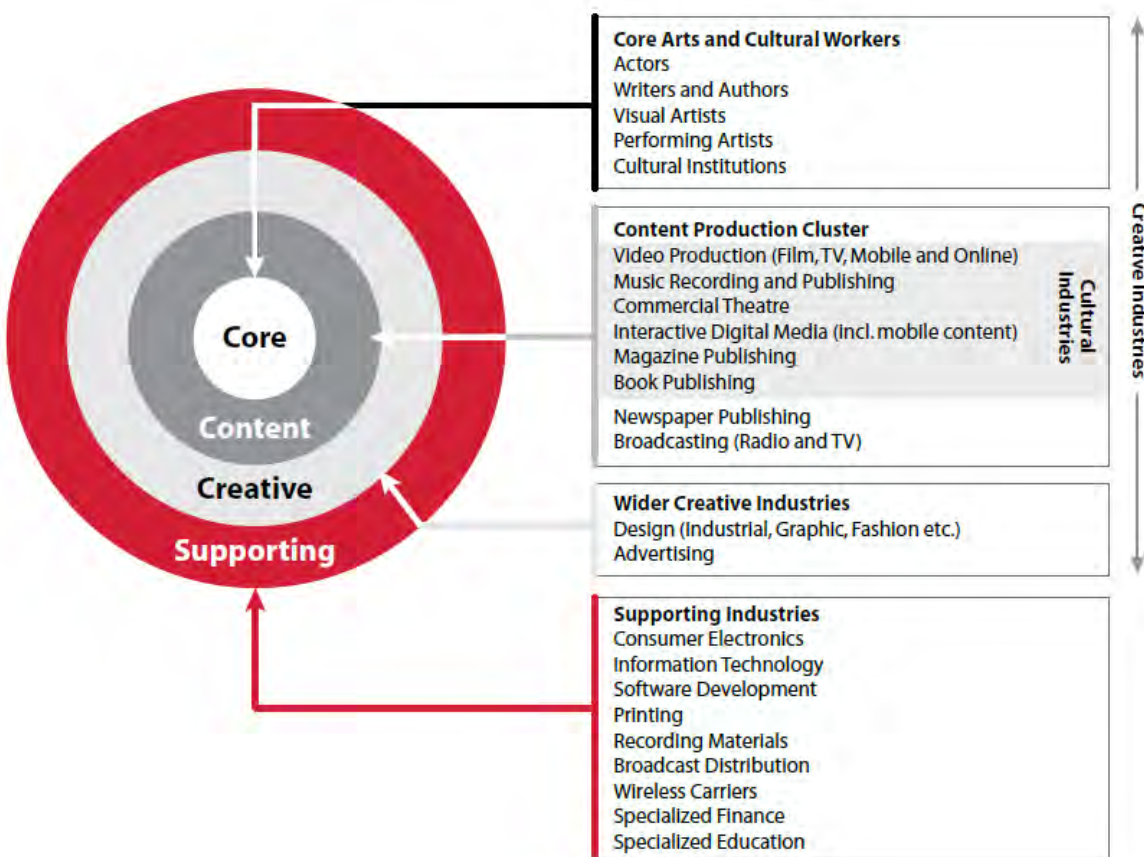 Core
Content
Creative
Supporting
Core Arts and Cultural Workers
Actors
Writers and Authors
Visual Artists
Performing Artists
Cultural Institutions
Content Production Cluster
Video Production (Film, TV, Mobile and Online)
Music Recording and Publishing
Commercial Theatre
Interactive Digital Media (incl. mobile content)
Magazine Publishing
Book Publishing
Newspaper Publishing
Broadcasting (Radio and TV)
Cultural
Industries
Wider Creative Industries
Design (Industrial, Graphic, Fashion etc.)
Advertising
Creative Industries
Supporting Industries
Consumer Electronics
Information Technology
Software Development
Printing
Recording Materials
Broadcast Distribution
Wireless Carriers
Specialized Finance
Specialized Education